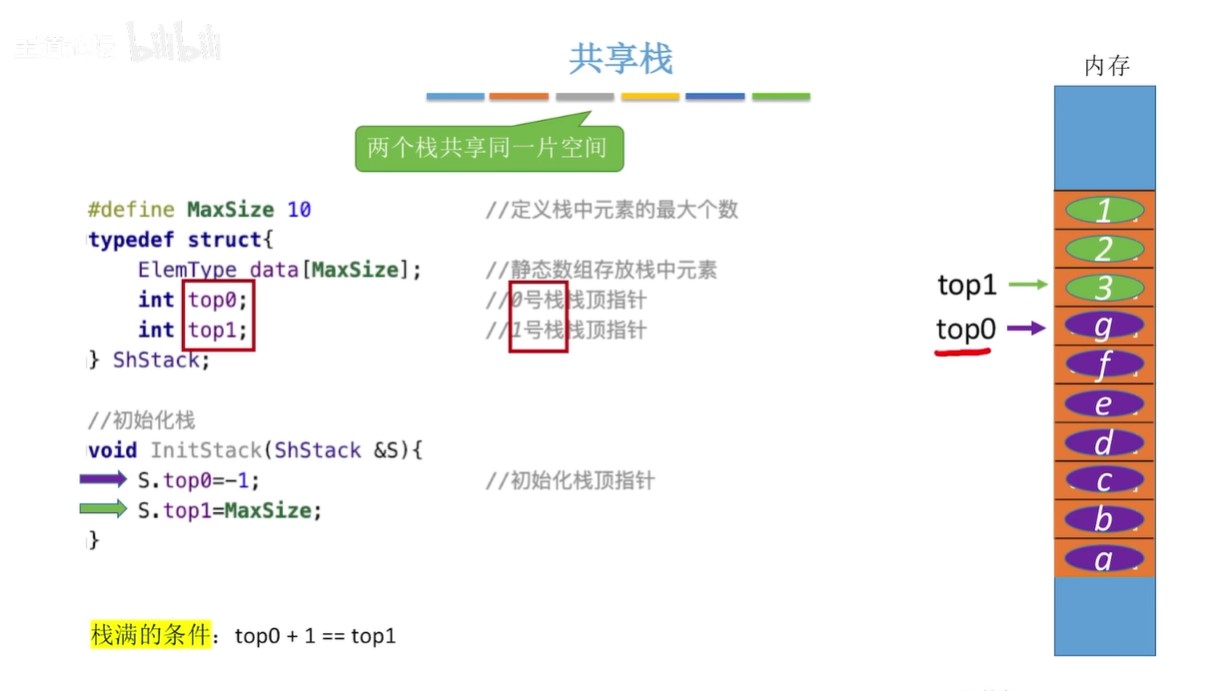 bilibili
共享栈
内存
两个栈共享同一片空间
#define MaxSize 10 //定义栈中元素的最大个数
typedef struct{
ElemType data[MaxSize]; //静态数组存放栈中元素
int top0; //0号栈栈顶指针
int top1; //1号栈栈顶指针
} ShStack;
//初始化栈
void InitStack(ShStack &S){
S.top0=-1; //初始化栈顶指针
S.top1=MaxSize;
}
栈满的条件：top0 + 1 == top1
1
2
top1
3
top0
g
f
e
d
c
b
a